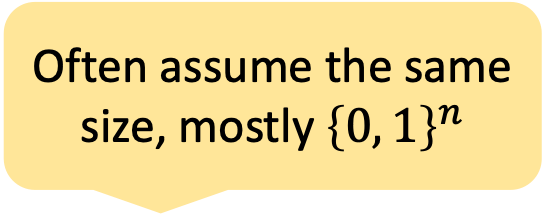 Often assume the same
size, mostly {0, 1}ⁿ